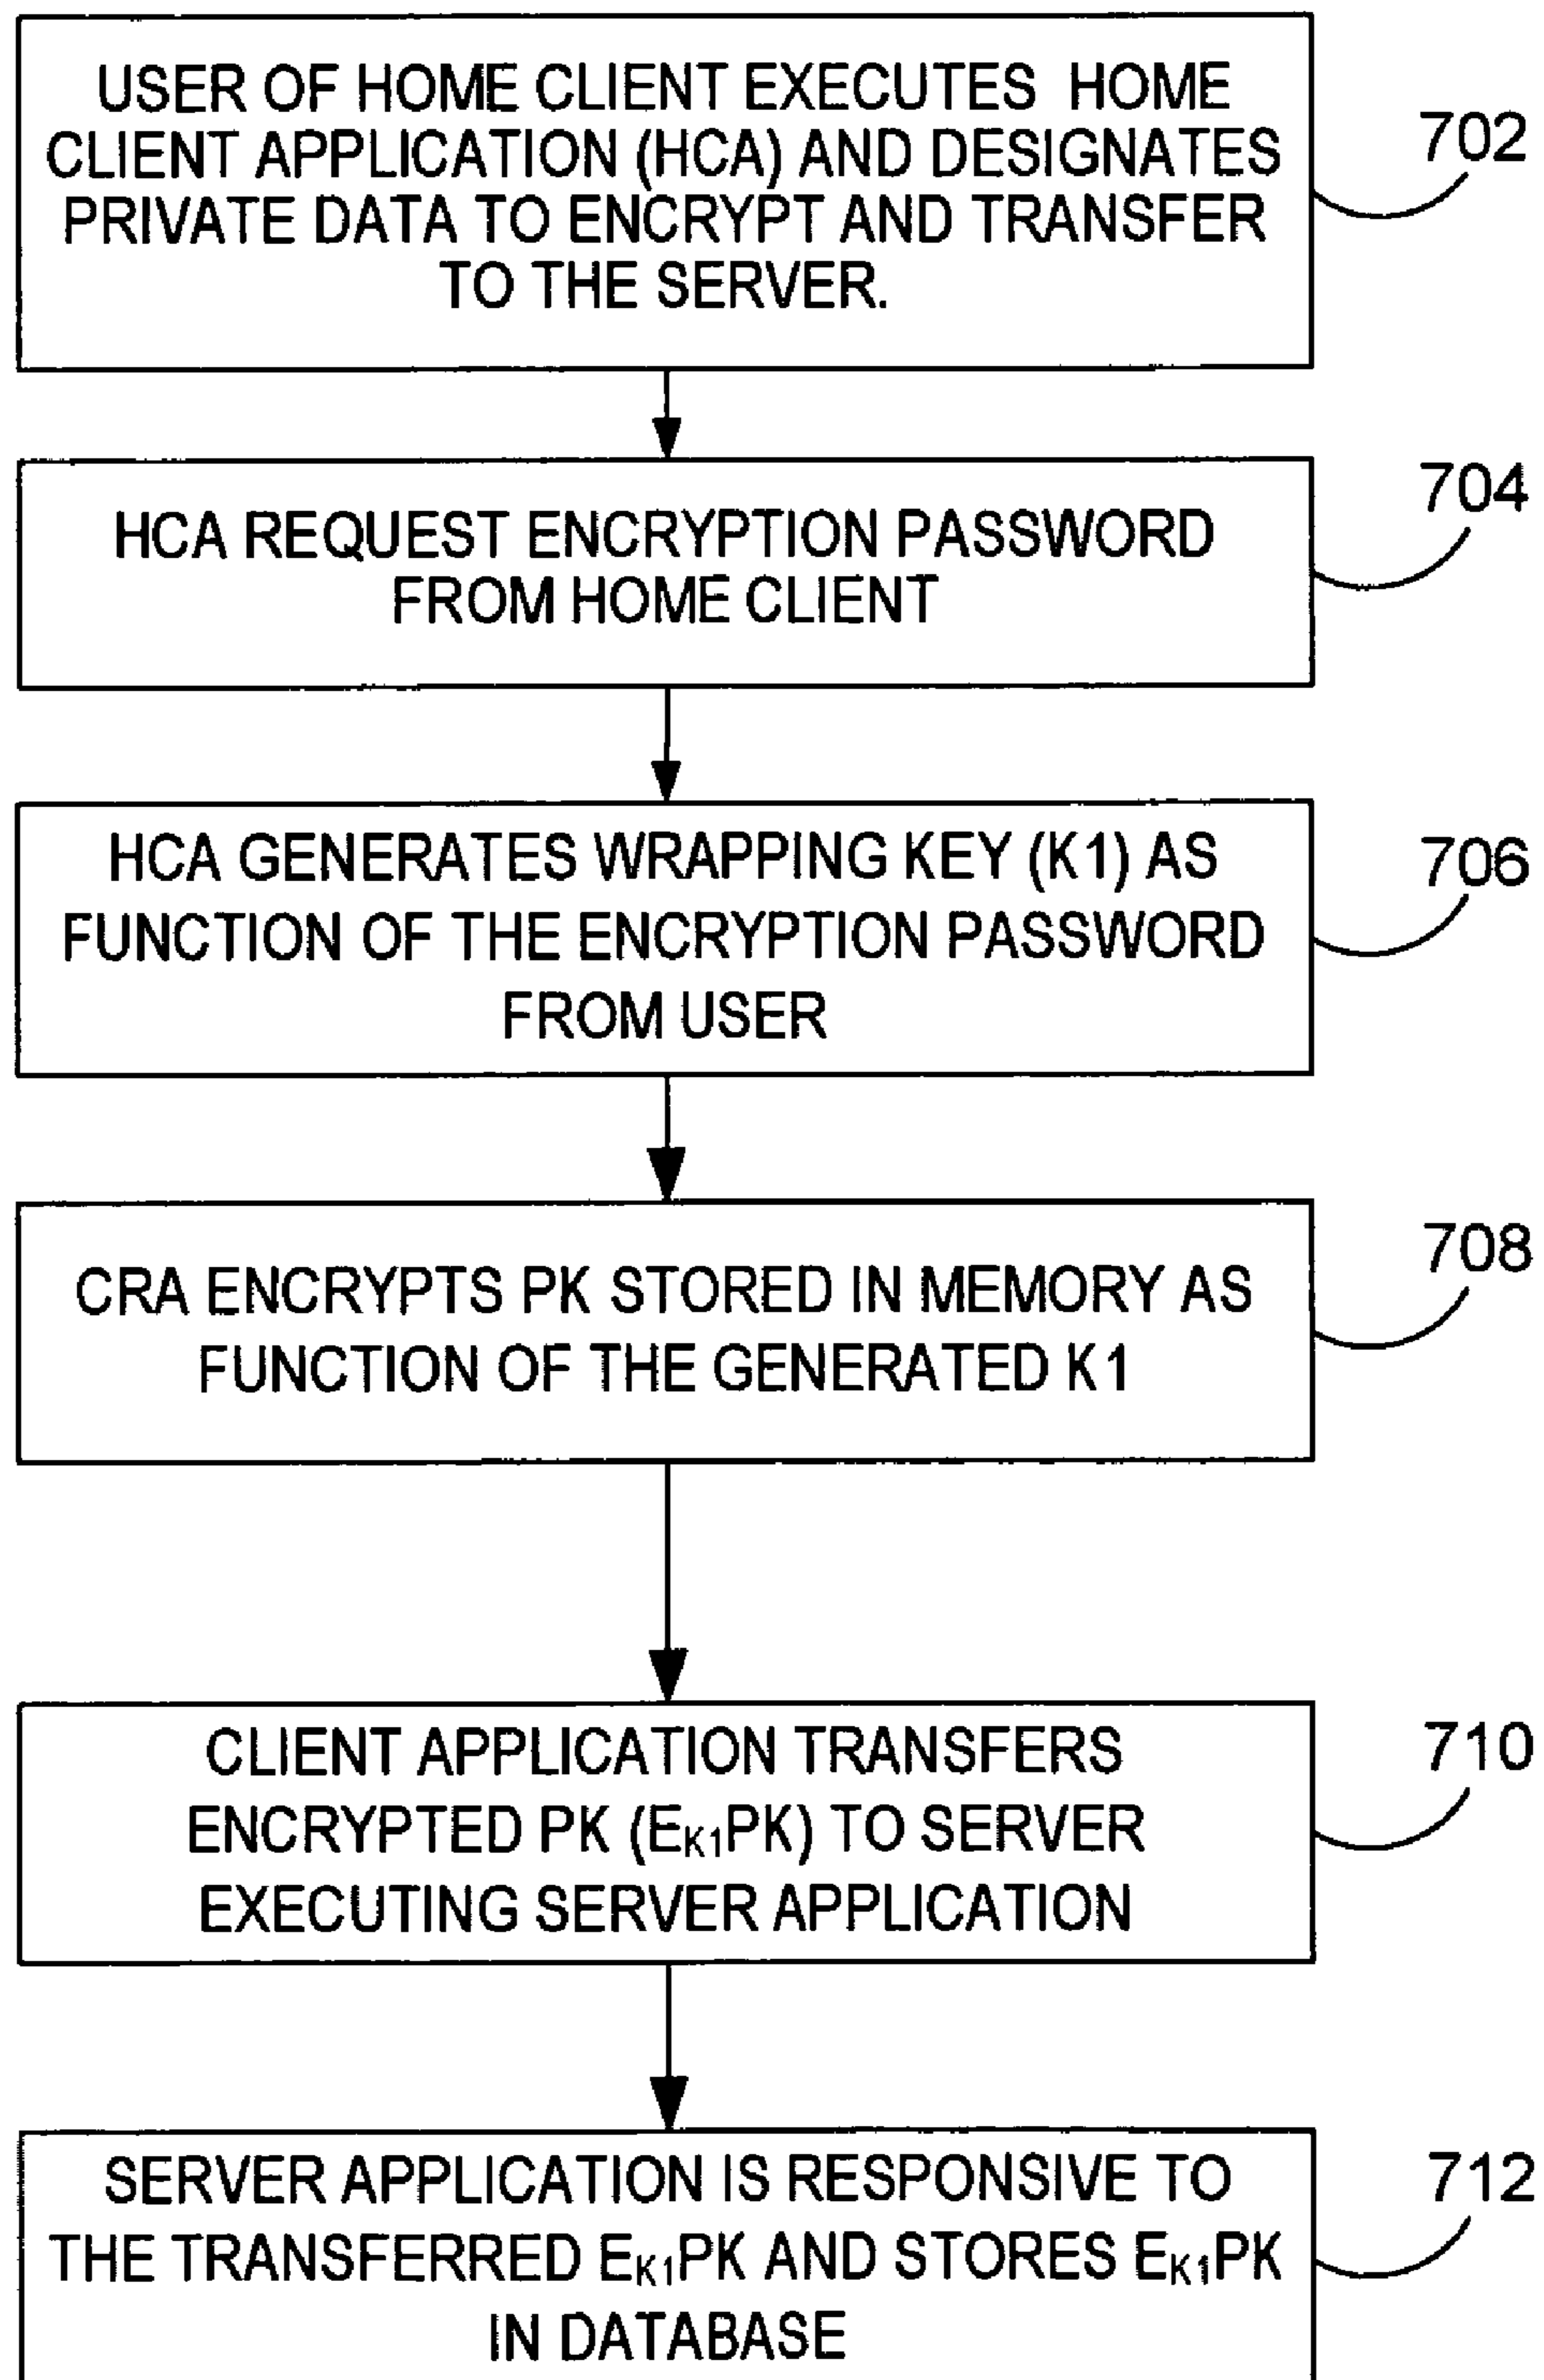 USER OF HOME CLIENT EXECUTES HOME
CLIENT APPLICATION (HCA) AND DESIGNATES
PRIVATE DATA TO ENCRYPT AND TRANSFER
TO THE SERVER.
702
HCA REQUEST ENCRYPTION PASSWORD
FROM HOME CLIENT
704
HCA GENERATES WRAPPING KEY (K1) AS
FUNCTION OF THE ENCRYPTION PASSWORD
FROM USER
706
CRA ENCRYPTS PK STORED IN MEMORY AS
FUNCTION OF THE GENERATED K1
708
CLIENT APPLICATION TRANSFERS
ENCRYPTED PK (EK1PK) TO SERVER
EXECUTING SERVER APPLICATION
710
SERVER APPLICATION IS RESPONSIVE TO
THE TRANSFERRED EK1PK AND STORES EK1PK
IN DATABASE
712